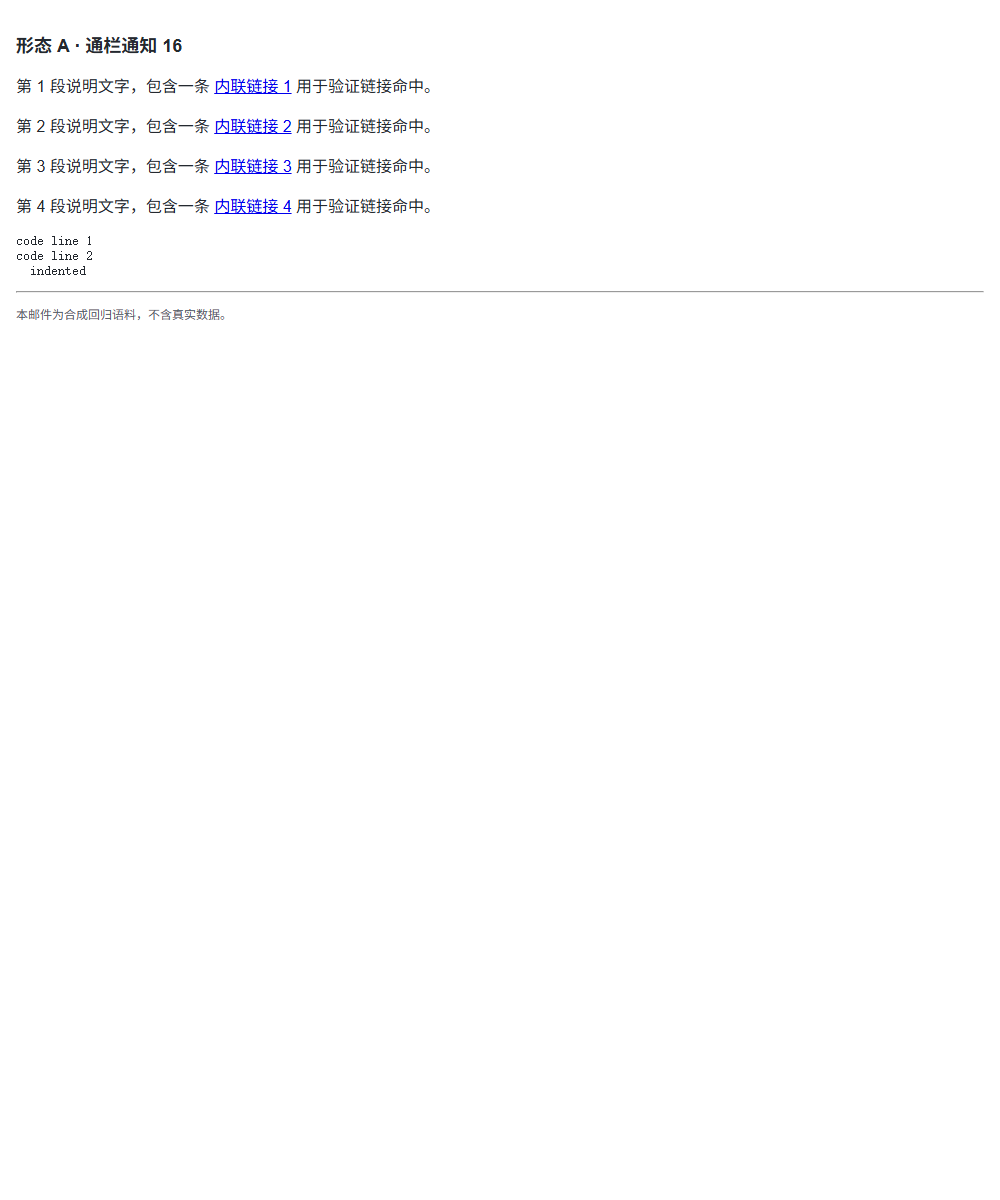 形态 A · 通栏通知 16
第 1 段说明文字，包含一条 内联链接 1 用于验证链接命中。
第 2 段说明文字，包含一条 内联链接 2 用于验证链接命中。
第 3 段说明文字，包含一条 内联链接 3 用于验证链接命中。
第 4 段说明文字，包含一条 内联链接 4 用于验证链接命中。
code line 1
code line 2
  indented
本邮件为合成回归语料，不含真实数据。